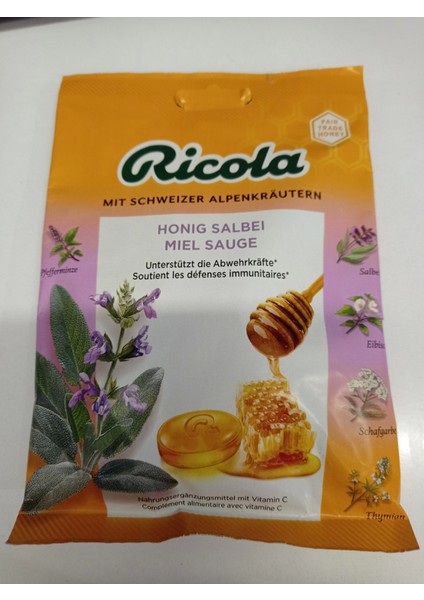 FAIR
TRADE
HONEY
Ricola
MIT SCHWEIZER ALPENKRÄUTERN
HONIG SALBEI
MIEL SAUGE
Unterstützt die Abwehrkräfte*
Soutient les défenses immunitaires*
Pfefferminze
Salbei
Eibisch
Schafgarbe
Thymian
Nahrungsergänzungsmittel mit Vitamin C
Complément alimentaire avec vitamine C